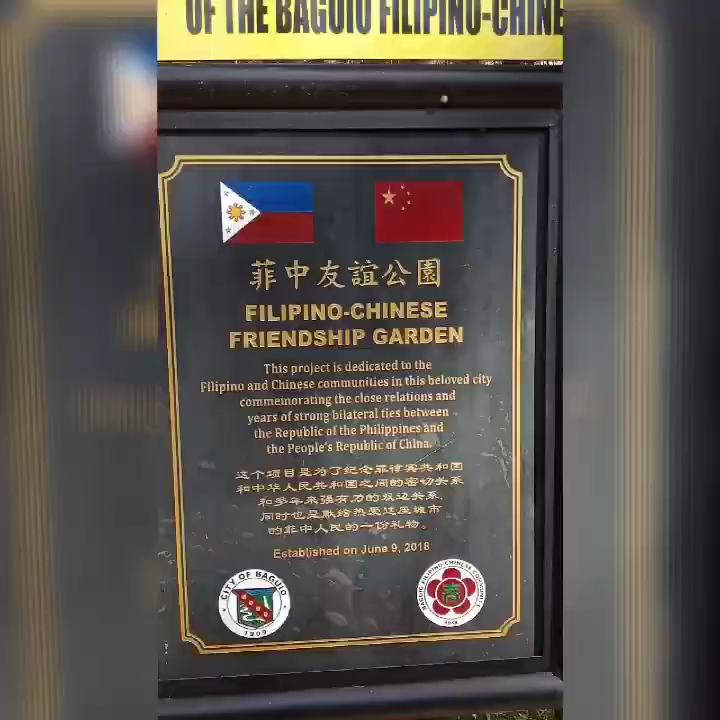 OF THE BAGUIO FILIPINO-CHINE
菲中友誼公園
FILIPINO-CHINESE
FRIENDSHIP GARDEN
This project is dedicated to the
Filipino and Chinese communities in this beloved city
commemorating the close relations and
years of strong bilateral ties between
the Republic of the Philippines and
the People's Republic of China.
这个项目是为了纪念菲律宾共和国
和中华人民共和国之间的密切关系
和多年来强有力的双边关系,
同时也是献给热爱这座城市
的菲中人民的一份礼物。
Established on June 9, 2018
CITY OF BAGUIO
1909
BAGUIO FILIPINO-CHINESE COMMUNITY